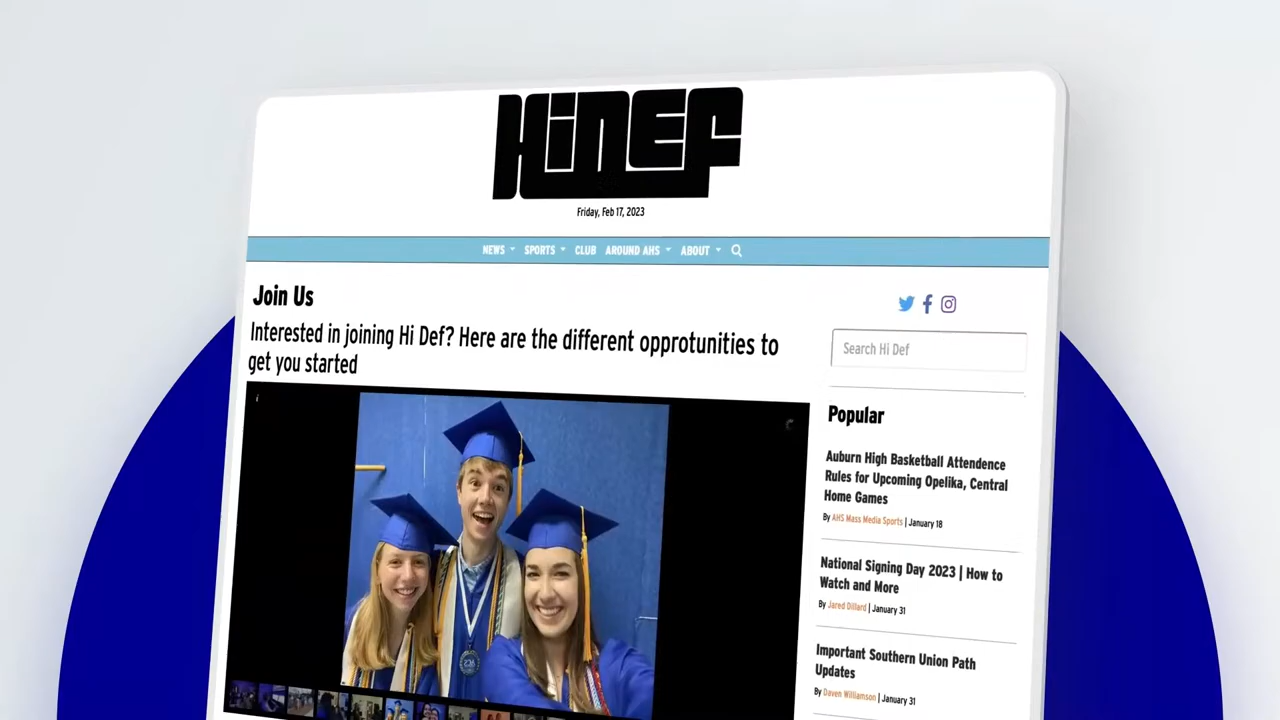 HiDEF
Friday, Feb 17, 2023
NEWS SPORTS CLUB AROUND AHS ABOUT
Join Us
Interested in joining Hi Def? Here are the different opprotunities to
get you started
Search Hi Def
Popular
Auburn High Basketball Attendence
Rules for Upcoming Opelika, Central
Home Games
By AHS Mass Media Sports | January 18
National Signing Day 2023 | How to
Watch and More
By Jared Dillard | January 31
Important Southern Union Path
Updates
By Daven Williamson | January 31